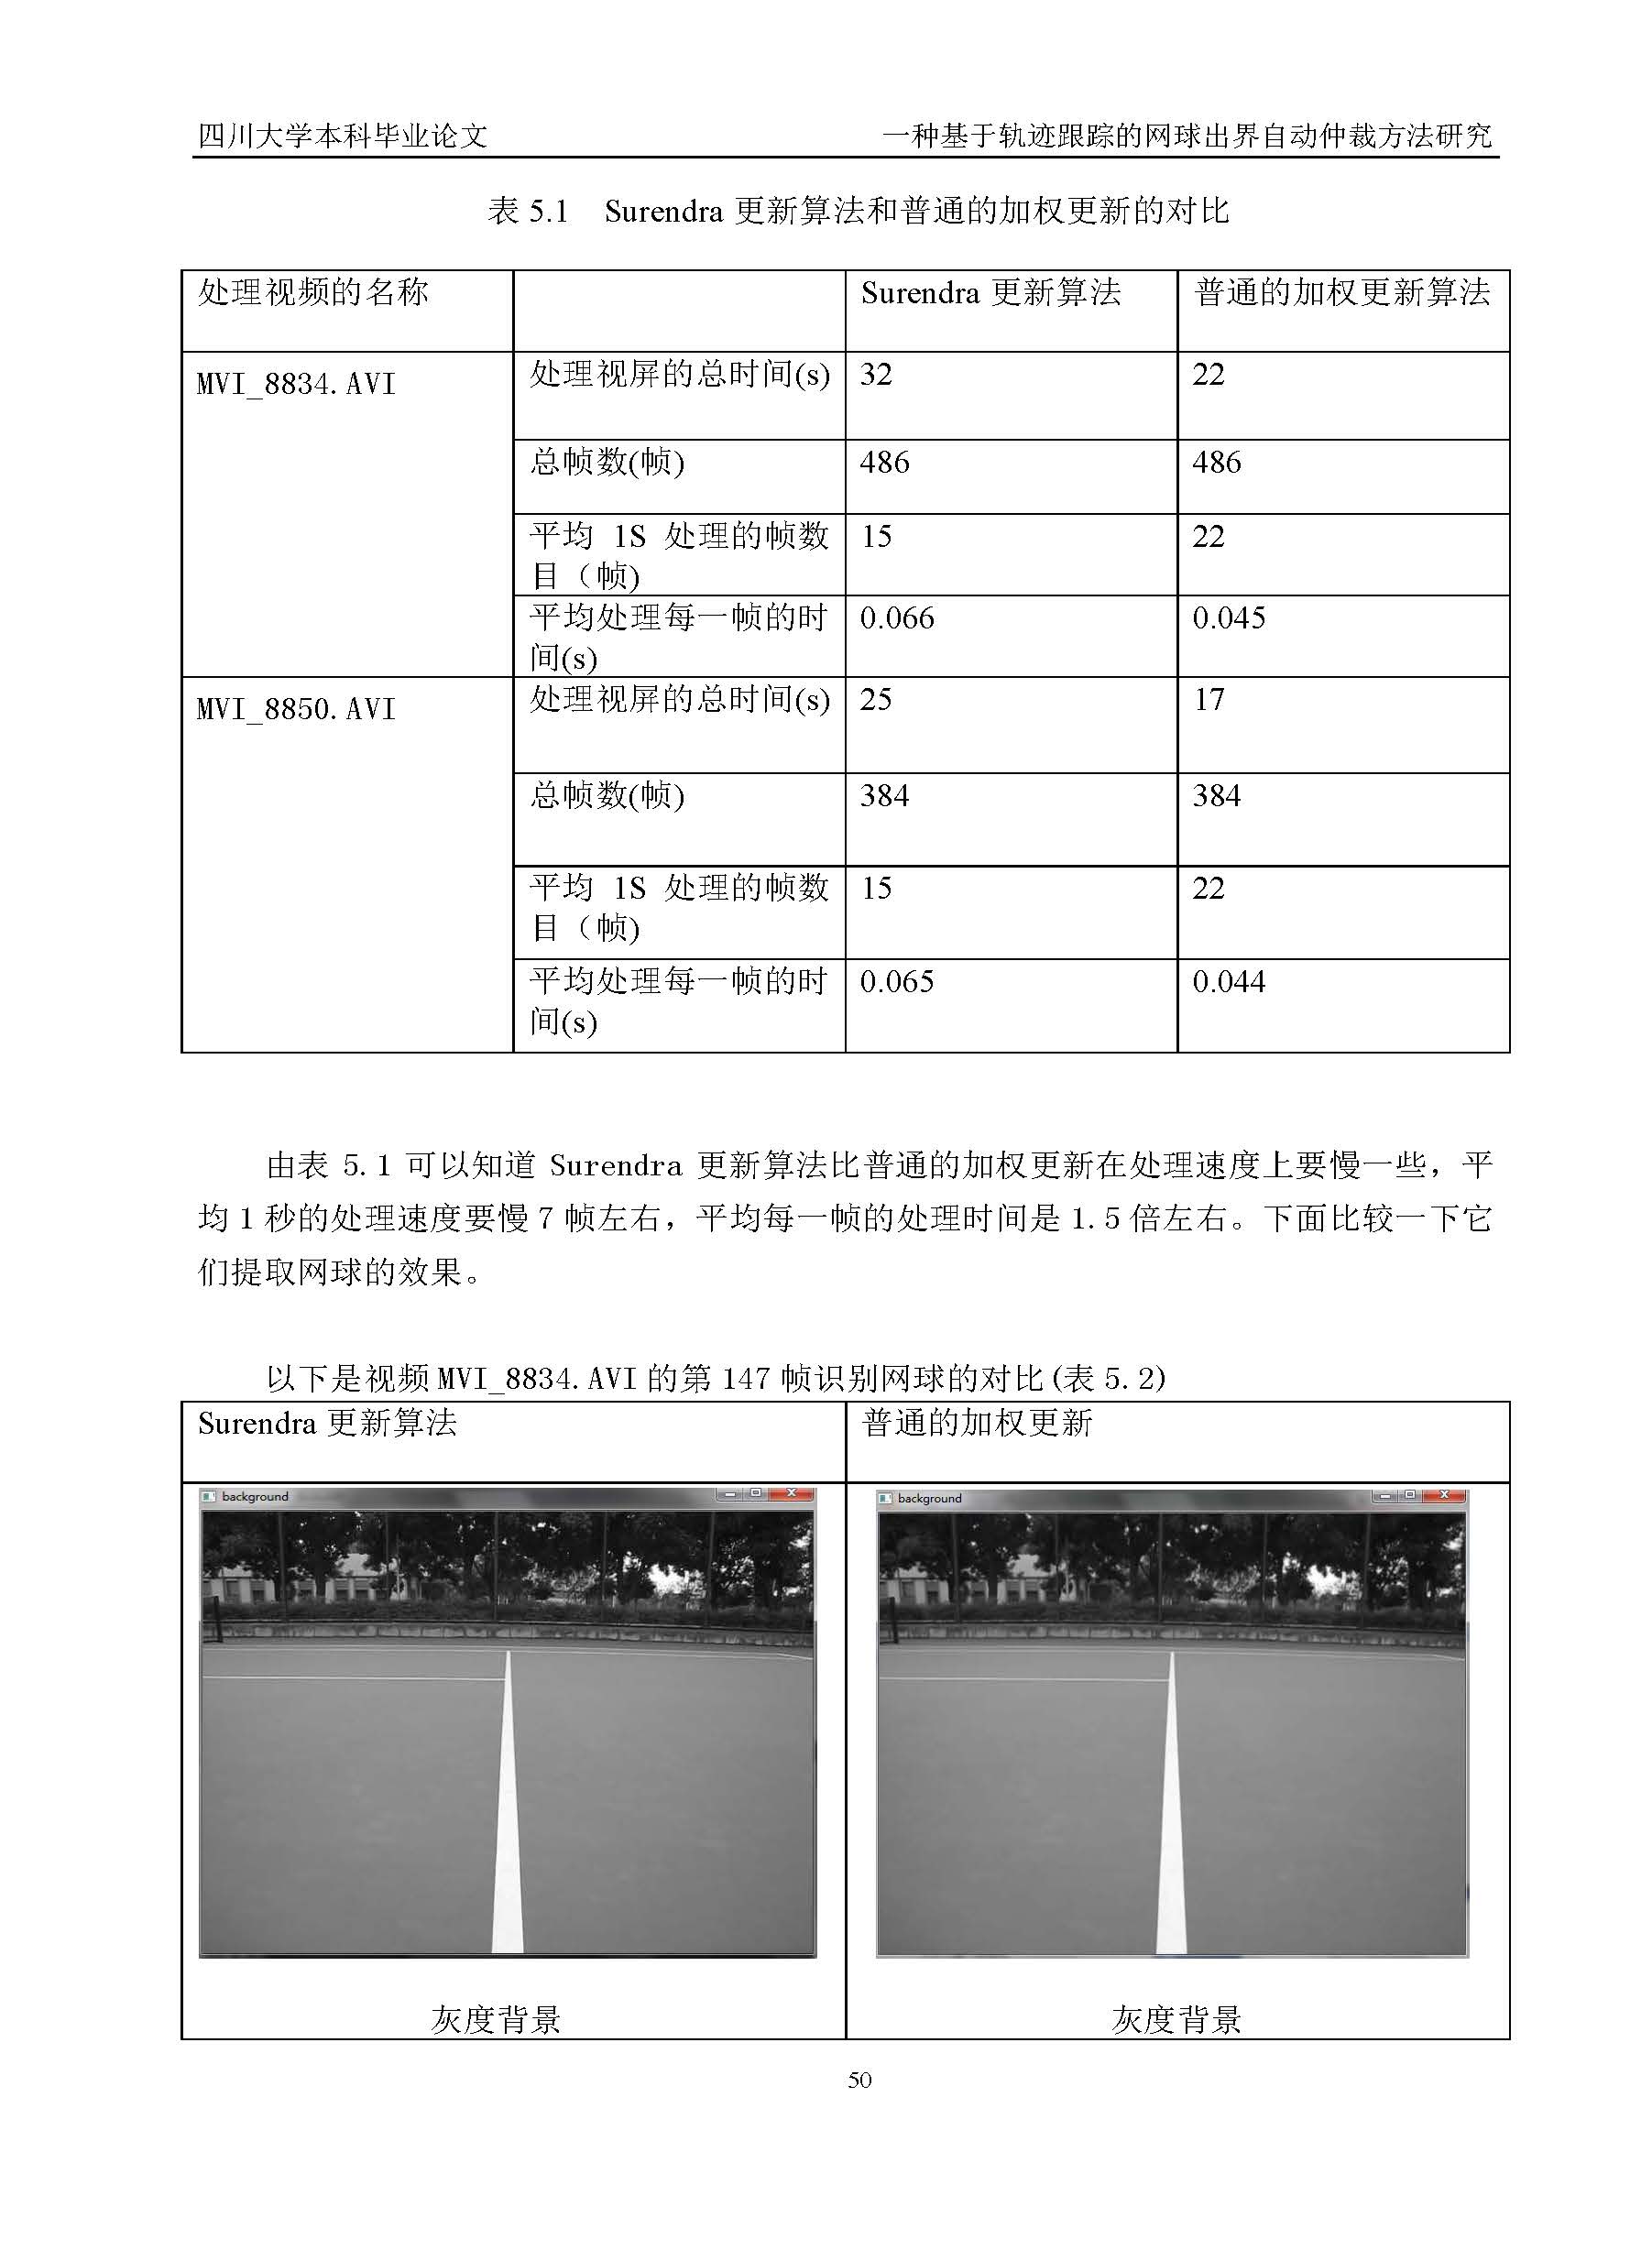 四川大学本科毕业论文 一种基于轨迹跟踪的网球出界自动仲裁方法研究
表 5.1 Surendra 更新算法和普通的加权更新的对比
处理视频的名称 Surendra 更新算法 普通的加权更新算法
MVI_8834.AVI 处理视屏的总时间(s) 32 22
总帧数(帧) 486 486
平均 1S 处理的帧数 15 22
目（帧)
平均处理每一帧的时 0.066 0.045
间(s)
MVI_8850.AVI 处理视屏的总时间(s) 25 17
总帧数(帧) 384 384
平均 1S 处理的帧数 15 22
目（帧)
平均处理每一帧的时 0.065 0.044
间(s)
由表 5.1 可以知道 Surendra 更新算法比普通的加权更新在处理速度上要慢一些，平
均 1 秒的处理速度要慢 7 帧左右，平均每一帧的处理时间是 1.5 倍左右。下面比较一下它
们提取网球的效果。
以下是视频 MVI_8834.AVI 的第 147 帧识别网球的对比(表 5.2)
Surendra 更新算法 普通的加权更新
background background
灰度背景 灰度背景
50